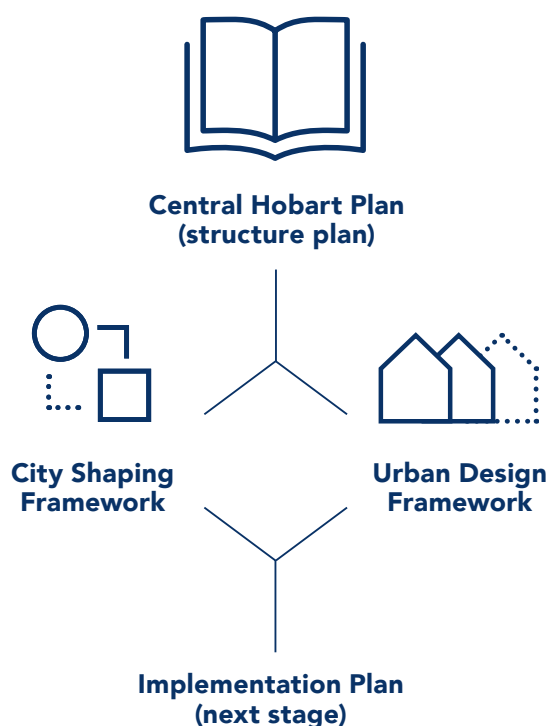 Central Hobart Plan
(structure plan)
City Shaping
Framework
Urban Design
Framework
Implementation Plan
(next stage)